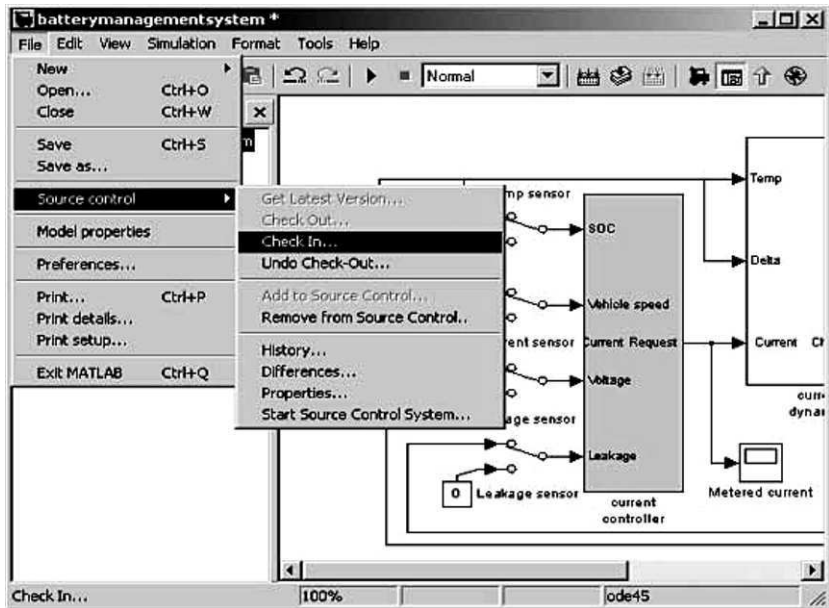 batterymanagementsystem *
File Edit View Simulation Format Tools Help
Normal
New
Open... Ctrl+O
Close Ctrl+W
Save Ctrl+S
Save as...
Source control
Model properties
Preferences...
Print... Ctrl+P
Print details...
Print setup...
Exit MATLAB Ctrl+Q
Get Latest Version...
Check Out...
Check In...
Undo Check-Out...
Add to Source Control...
Remove from Source Control..
History...
Differences...
Properties...
Start Source Control System...
mp sensor
rent sensor
age sensor
0 Leakage sensor
SOC
Vehicle speed
Current Request
Voltage
Leakage
current
controller
Temp
Delta
Current Ch
curr
dynar
Metered current
Check In... 100% ode45